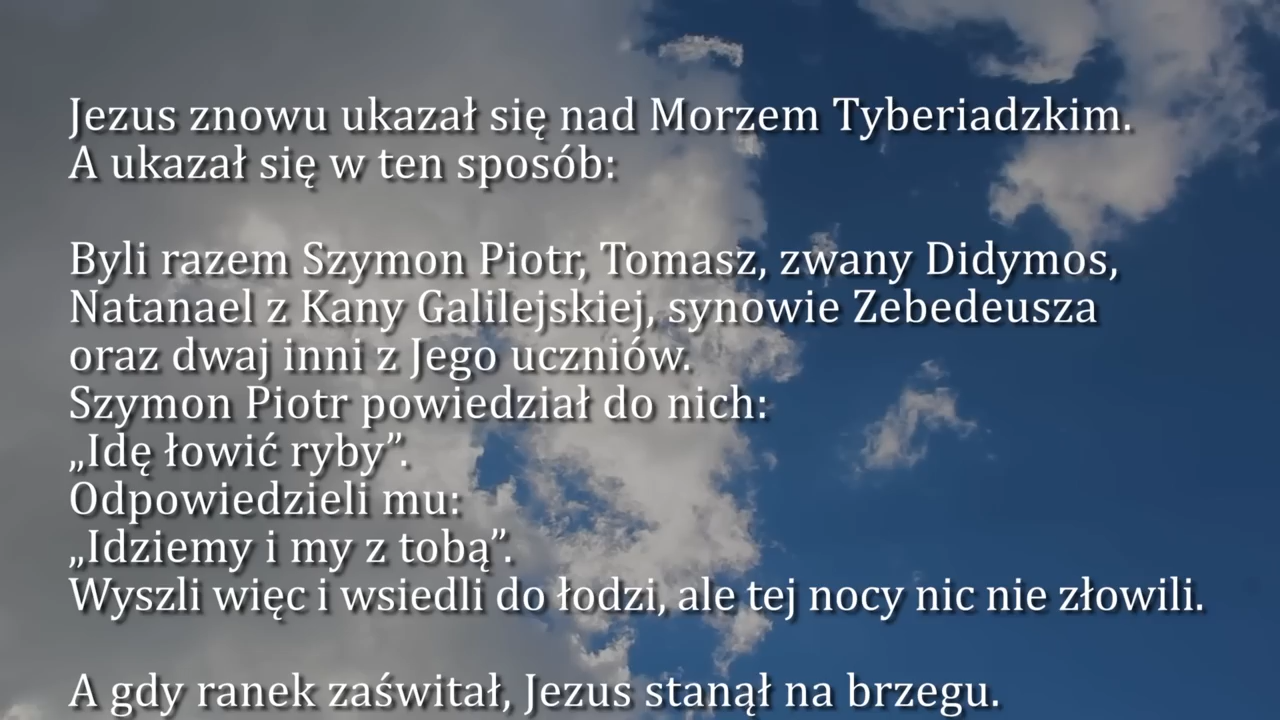 Jezus znowu ukazał się nad Morzem Tyberiadzkim.
A ukazał się w ten sposób:
Byli razem Szymon Piotr, Tomasz, zwany Didymos,
Natanael z Kany Galilejskiej, synowie Zebedeusza
oraz dwaj inni z Jego uczniów.
Szymon Piotr powiedział do nich:
„Idę łowić ryby”.
Odpowiedzieli mu:
„Idziemy i my z tobą”.
Wyszli więc i wsiedli do łodzi, ale tej nocy nic nie złowili.
A gdy ranek zaświtał, Jezus stanął na brzegu.